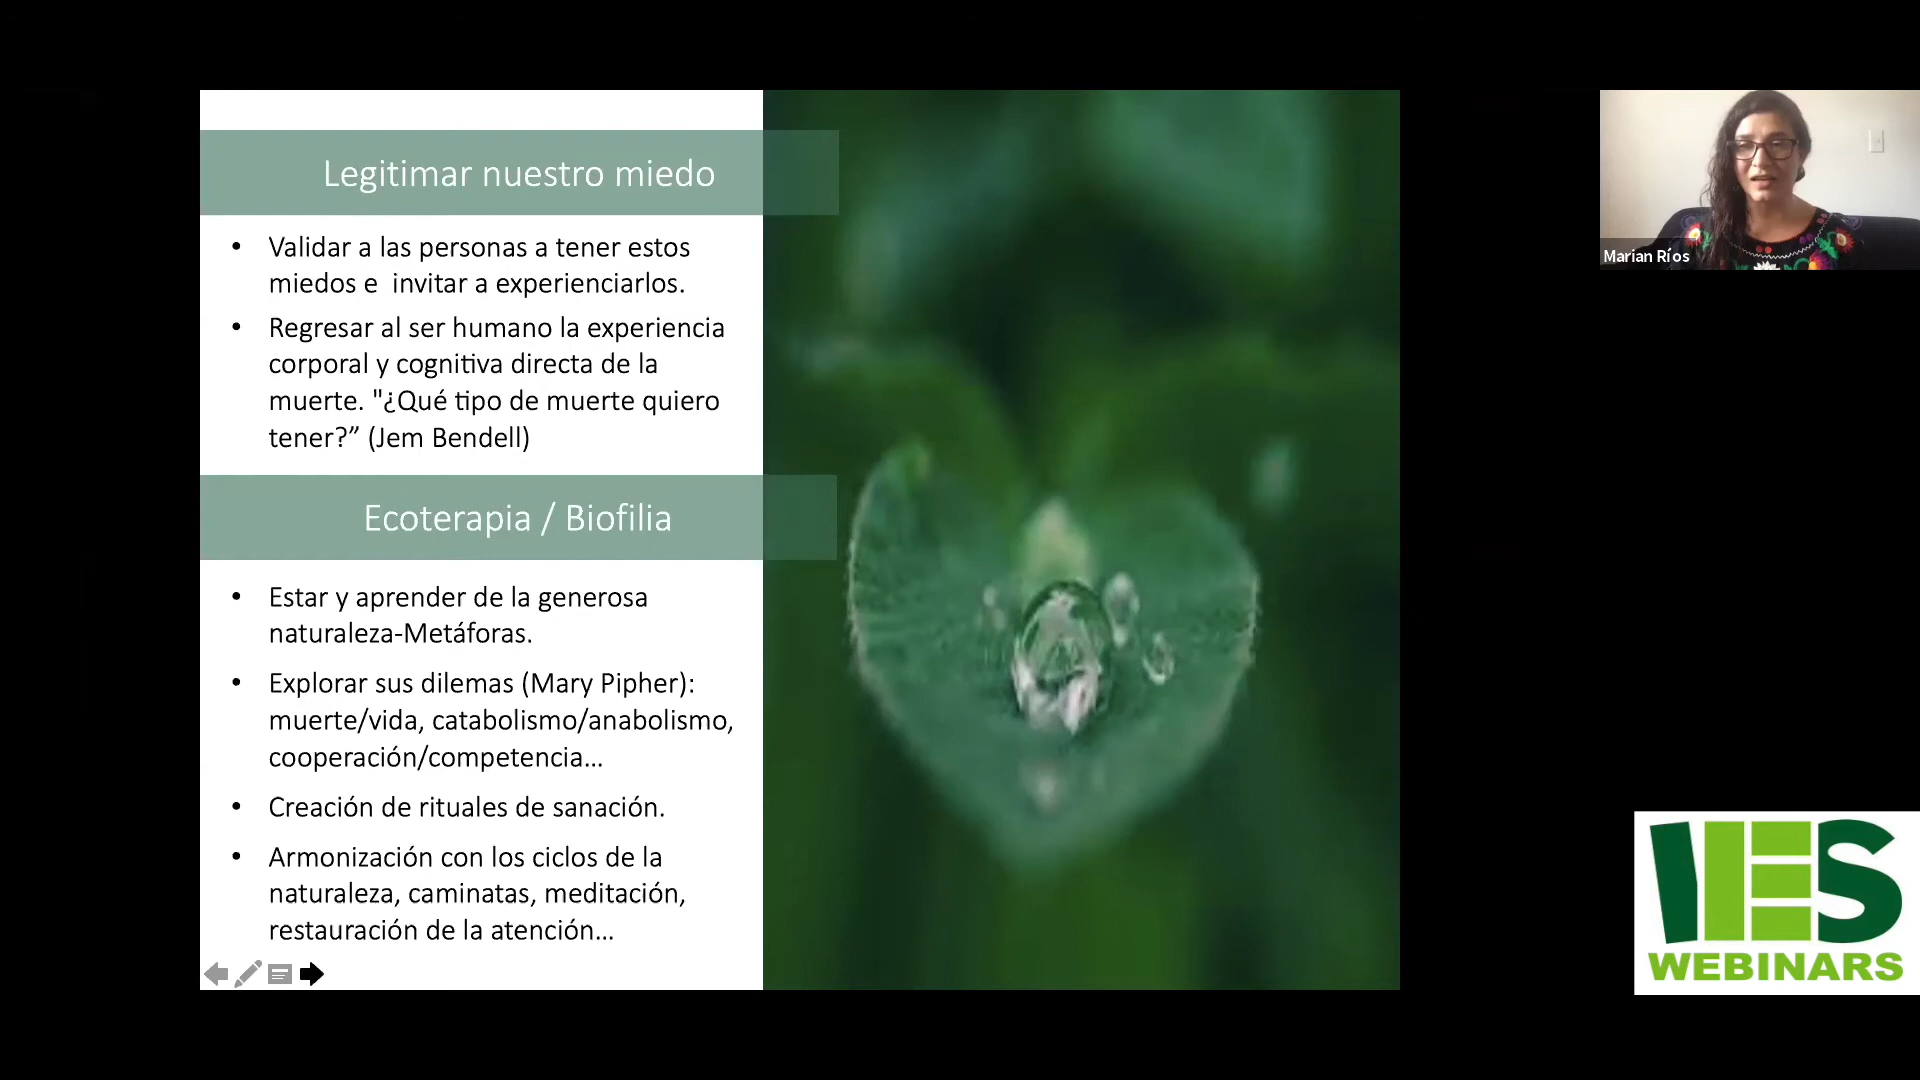 Legitimar nuestro miedo
• Validar a las personas a tener estos
miedos e  invitar a experienciarlos.
• Regresar al ser humano la experiencia
corporal y cognitiva directa de la
muerte. "¿Qué tipo de muerte quiero
tener?” (Jem Bendell)
Ecoterapia / Biofilia
• Estar y aprender de la generosa
naturaleza-Metáforas.
• Explorar sus dilemas (Mary Pipher):
muerte/vida, catabolismo/anabolismo,
cooperación/competencia...
• Creación de rituales de sanación.
• Armonización con los ciclos de la
naturaleza, caminatas, meditación,
restauración de la atención...
Marian Ríos
IES
WEBINARS